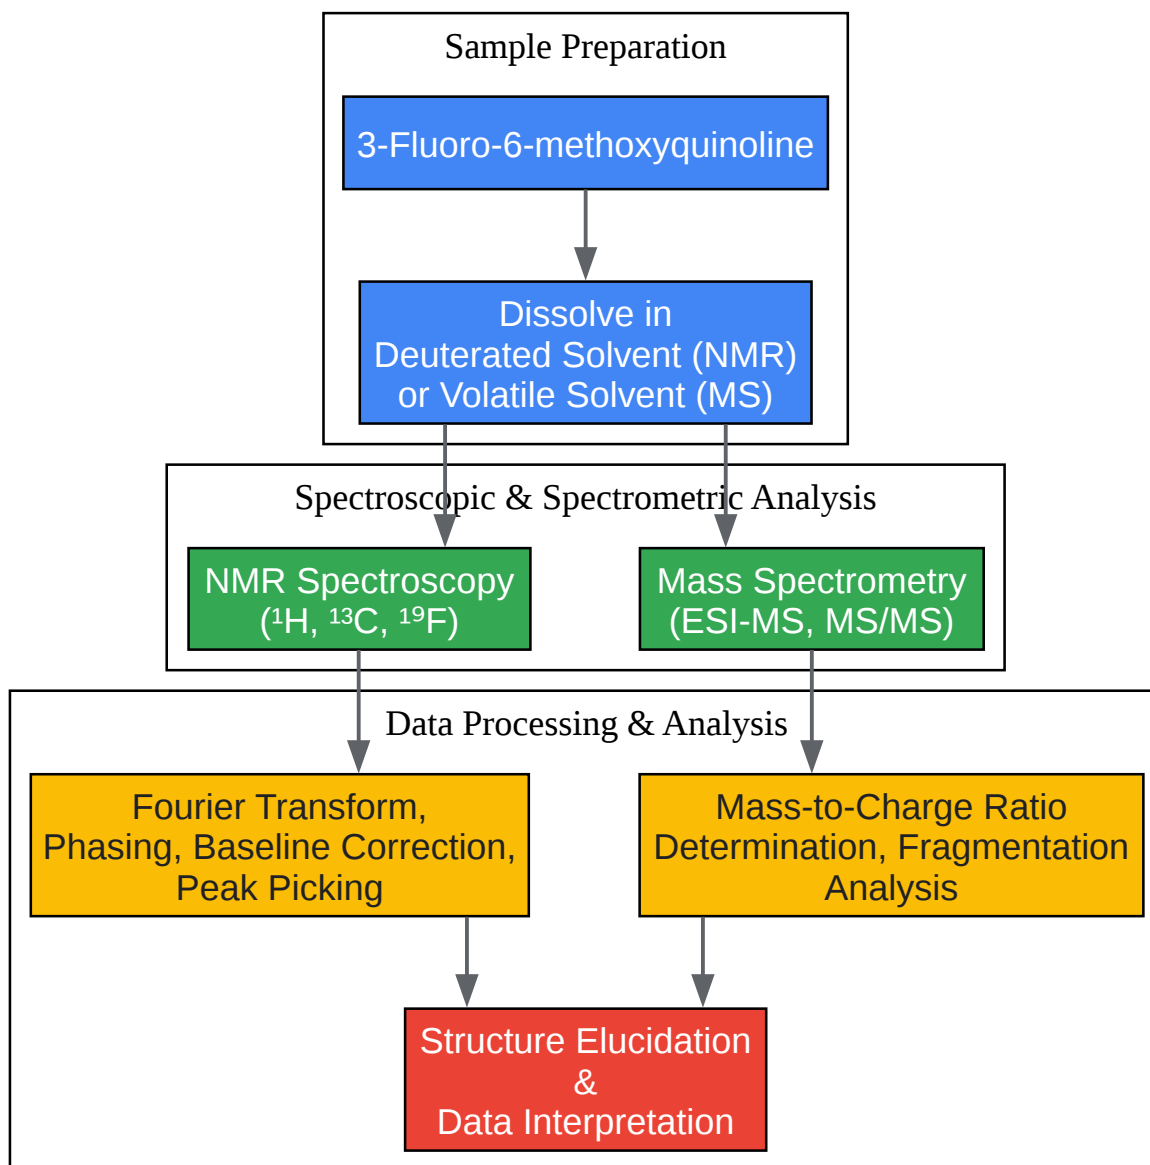 Sample Preparation
3-Fluoro-6-methoxyquinoline
Dissolve in
Deuterated Solvent (NMR)
or Volatile Solvent (MS)
Spectroscopic & Spectrometric Analysis
NMR Spectroscopy
(¹H, ¹³C, ¹⁹F)
Mass Spectrometry
(ESI-MS, MS/MS)
Data Processing & Analysis
Fourier Transform,
Phasing, Baseline Correction,
Peak Picking
Mass-to-Charge Ratio
Determination, Fragmentation
Analysis
Structure Elucidation
&
Data Interpretation